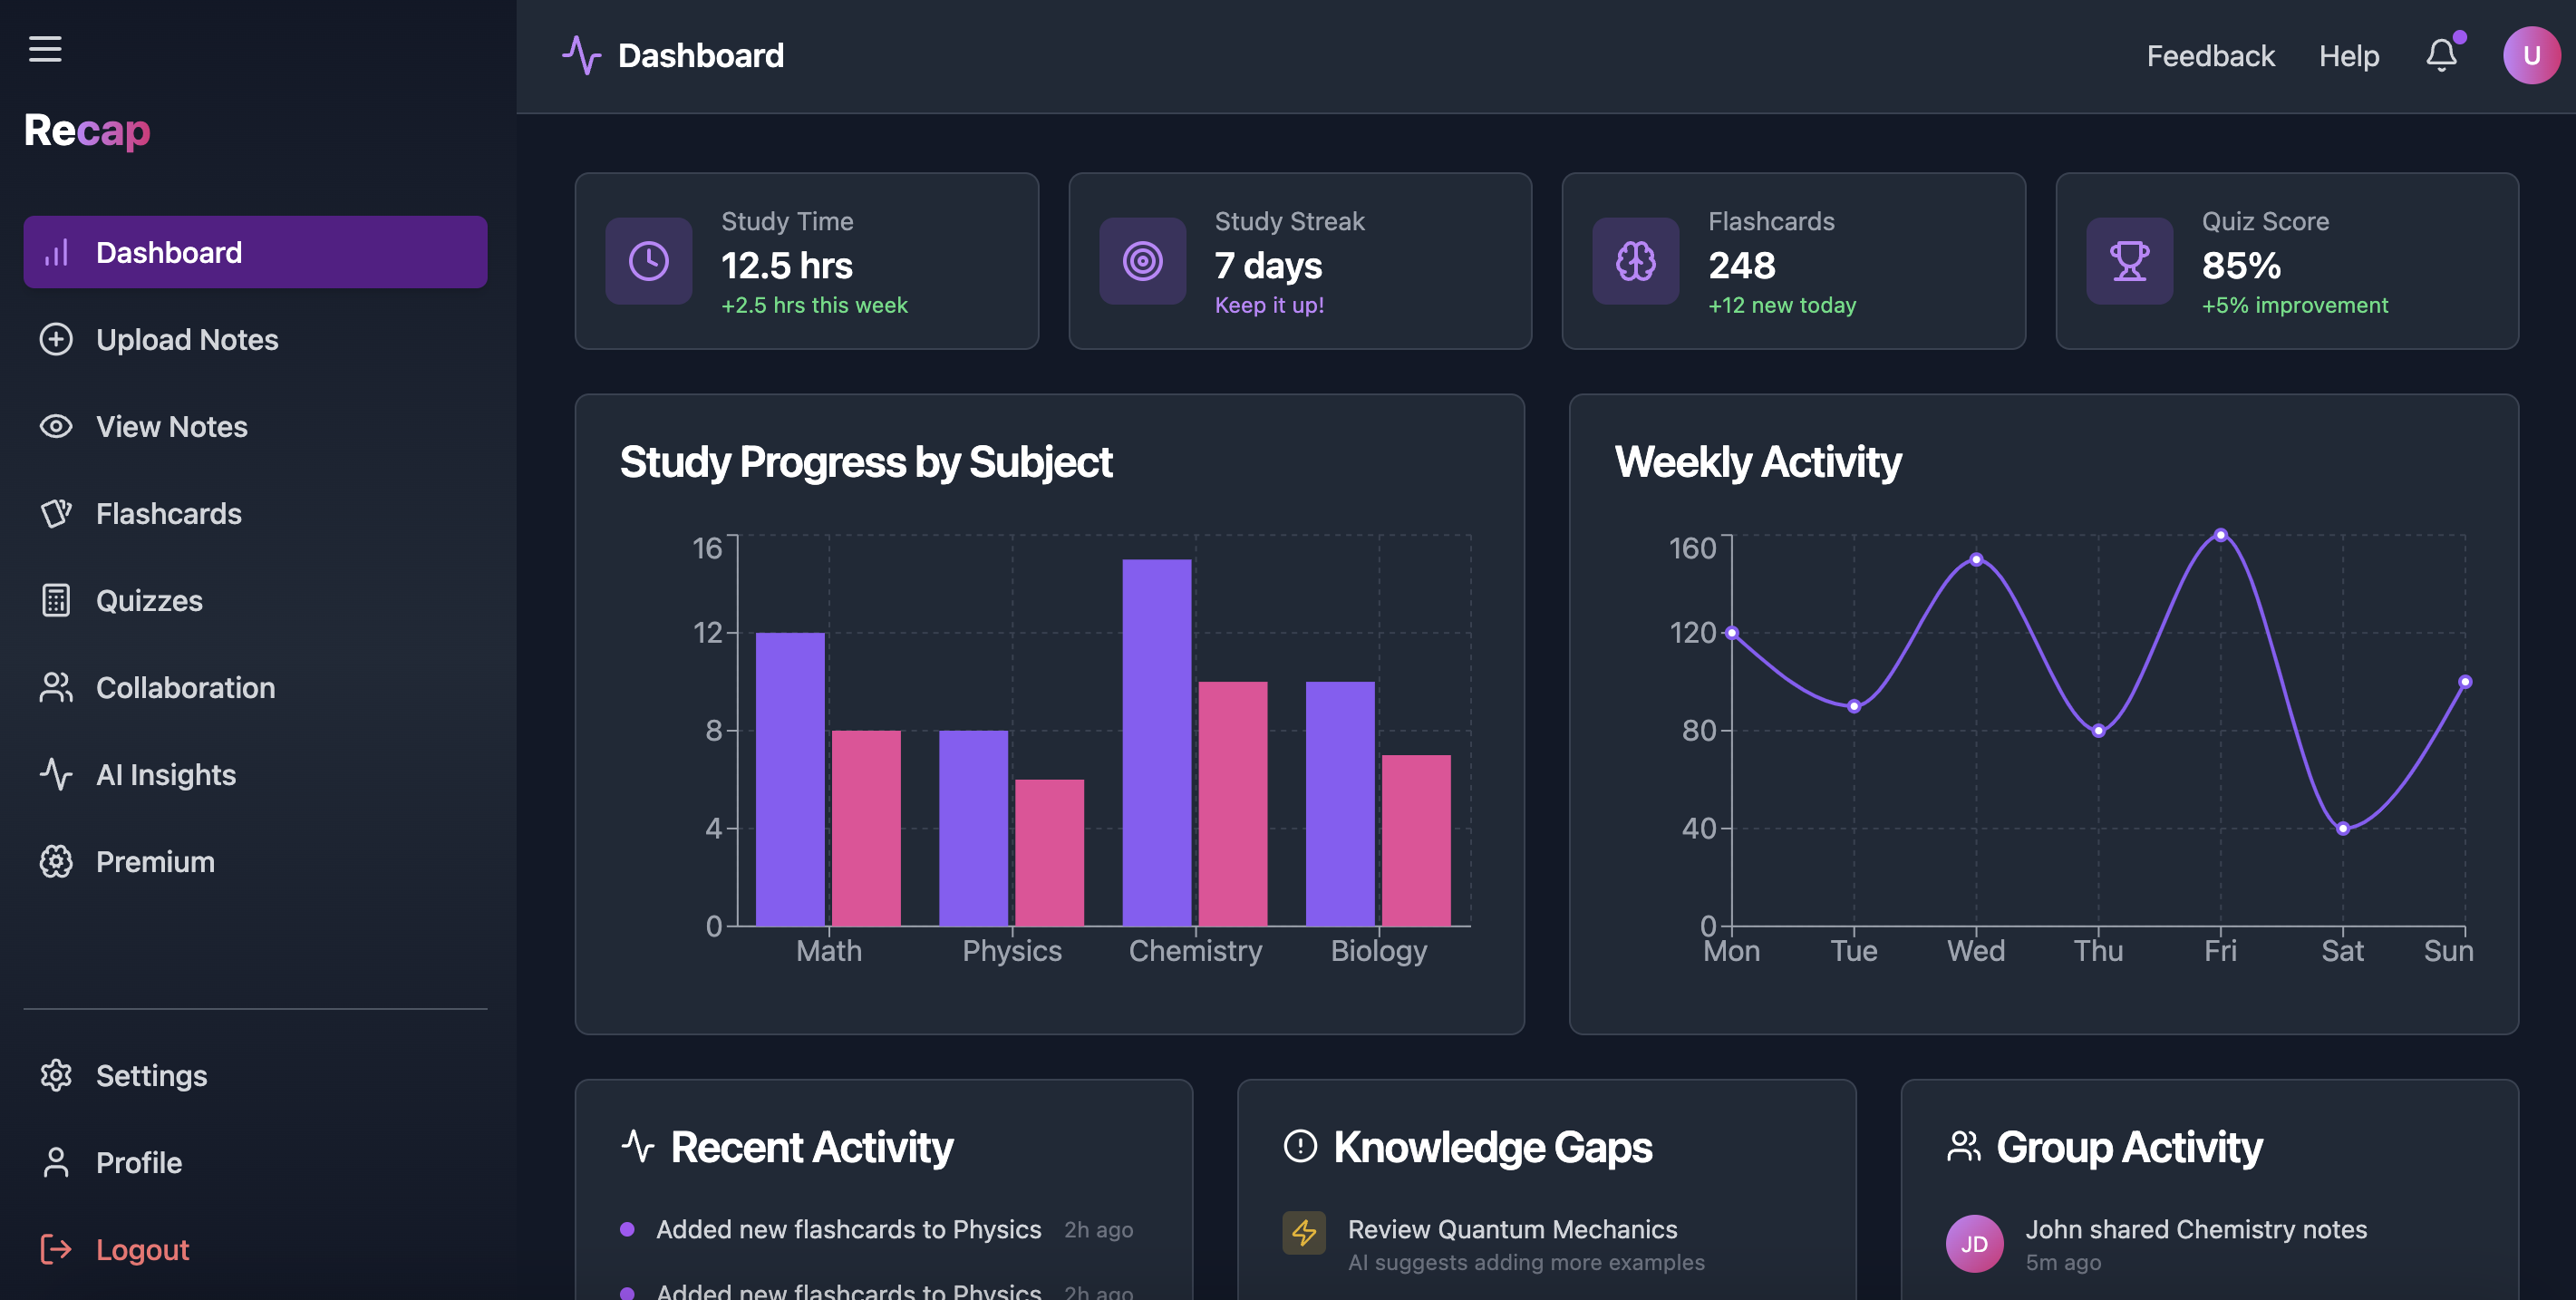 Recap
Dashboard
Upload Notes
View Notes
Flashcards
Quizzes
Collaboration
AI Insights
Premium
Settings
Profile
Logout
Dashboard
Feedback
Help
U
Study Time
12.5 hrs
+2.5 hrs this week
Study Streak
7 days
Keep it up!
Flashcards
248
+12 new today
Quiz Score
85%
+5% improvement
Study Progress by Subject
16
12
8
4
0
Math Physics Chemistry Biology
Weekly Activity
160
120
80
40
0
Mon Tue Wed Thu Fri Sat Sun
Recent Activity
Added new flashcards to Physics 2h ago
Added new flashcards to Physics 2h ago
Knowledge Gaps
Review Quantum Mechanics
AI suggests adding more examples
Group Activity
JD
John shared Chemistry notes
5m ago